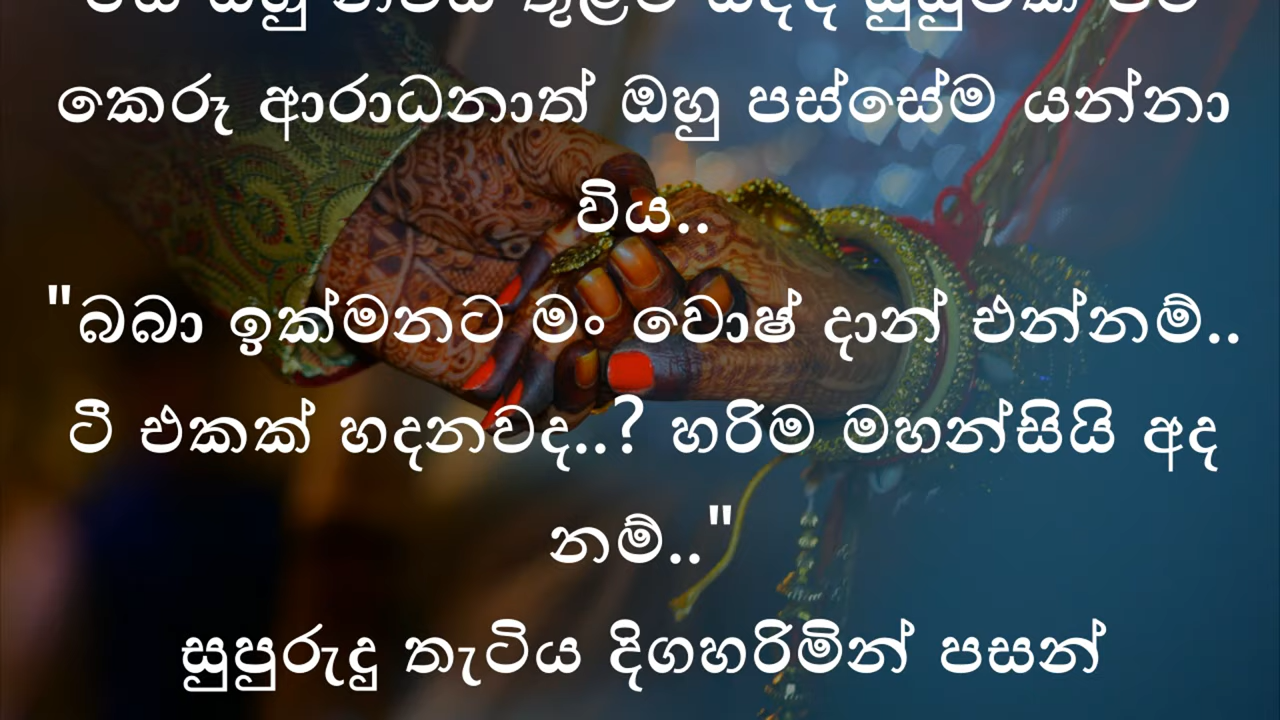 කෙරූ ආරාධනාත් ඔහු පස්සේම යන්නා
විය..
"බබා ඉක්මනට මං වොෂ් දාන් එන්නම්..
ටී එකක් හදනවද..? හරිම මහන්සියි අද
නම්.."
සුපුරුදු තැටිය දිගහරිමින් පසන්